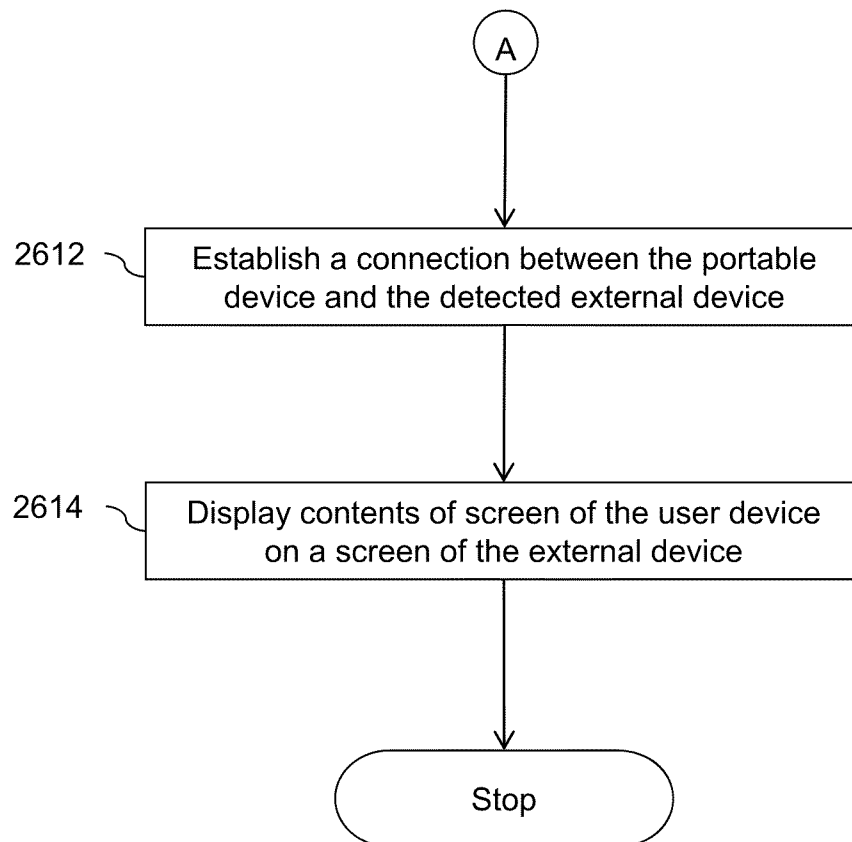 A
2612
Establish a connection between the portable
device and the detected external device
2614
Display contents of screen of the user device
on a screen of the external device
Stop